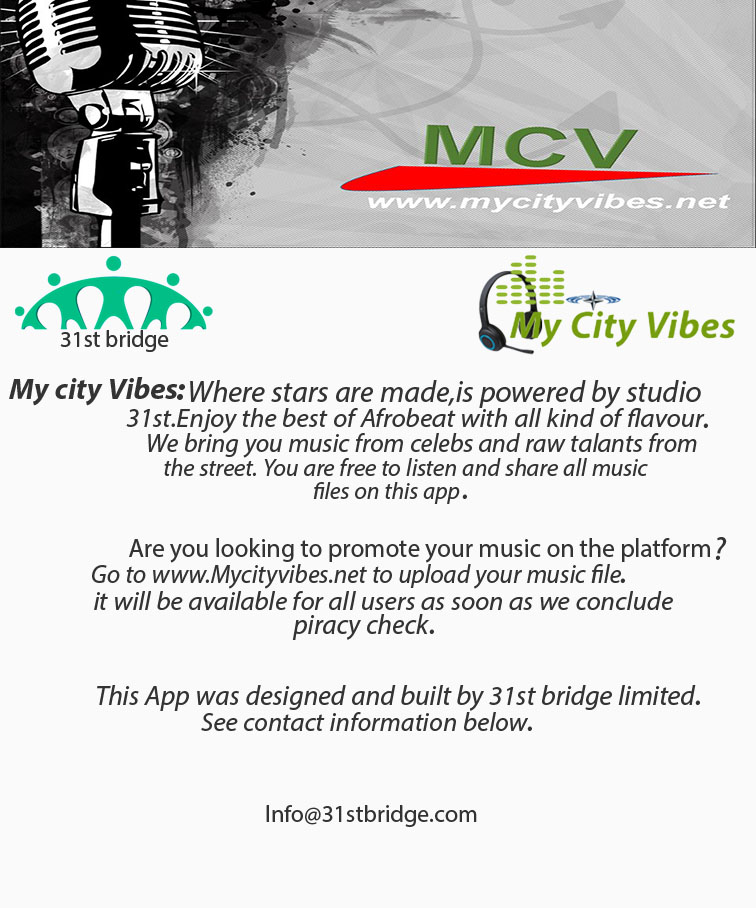 MCV
www.mycityvibes.net
31st bridge
My City Vibes
My city Vibes: Where stars are made,is powered by studio
31st.Enjoy the best of Afrobeat with all kind of flavour.
We bring you music from celebs and raw talants from
the street. You are free to listen and share all music
files on this app.
Are you looking to promote your music on the platform?
Go to www.Mycityvibes.net to upload your music file.
it will be available for all users as soon as we conclude
piracy check.
This App was designed and built by 31st bridge limited.
See contact information below.
Info@31stbridge.com